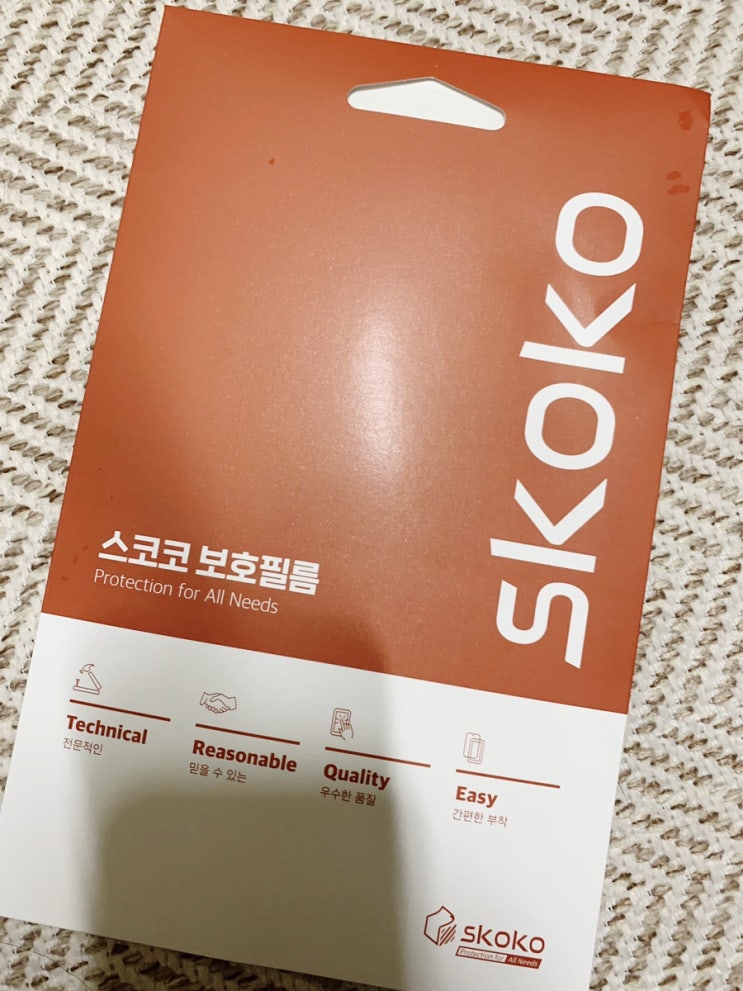 skoko
스코코 보호필름
Protection for All Needs
Technical
전문적인
Reasonable
믿을 수 있는
Quality
우수한 품질
Easy
간편한 부착
skoko
Protection for All Needs